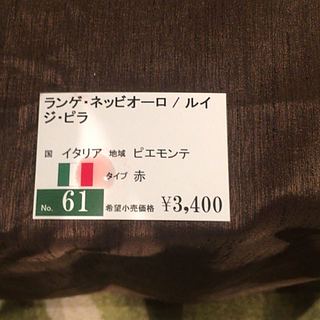 ランゲ・ネッビオーロ / ルイ
ジ・ピラ
国 イタリア 地域 ピエモンテ
タイプ 赤
No. 61 希望小売価格 ¥3,400